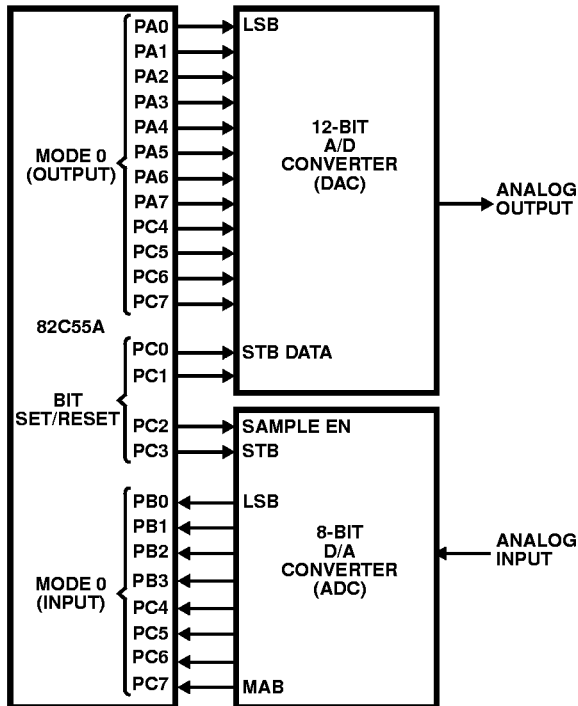 PA0 LSB
PA1
PA2
PA3
PA4
PA5
PA6
PA7
PC4
PC5
PC6
PC7
MODE 0
(OUTPUT)
12-BIT
A/D
CONVERTER
(DAC)
ANALOG
OUTPUT
82C55A
PC0 STB DATA
PC1
BIT
SET/RESET
PC2 SAMPLE EN
PC3 STB
PB0 LSB
PB1
PB2
PB3
PC4
PC5
PC6
PC7 MAB
MODE 0
(INPUT)
8-BIT
D/A
CONVERTER
(ADC)
ANALOG
INPUT